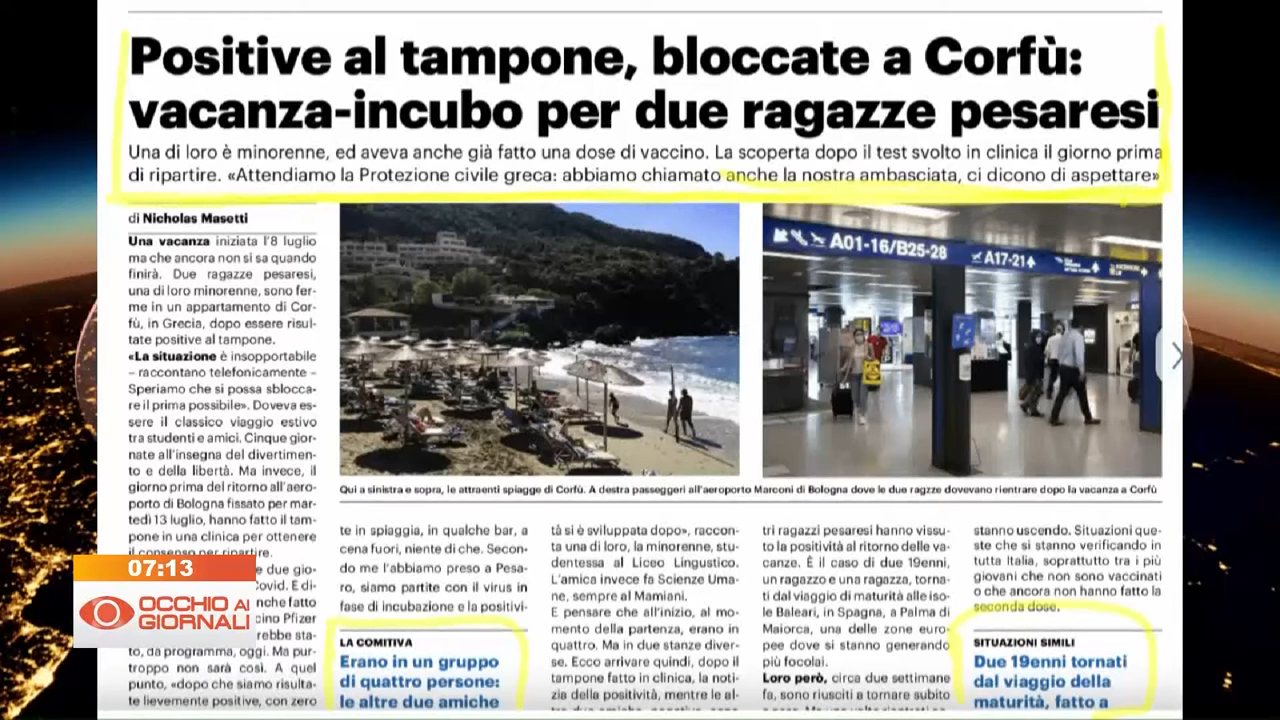 Positive al tampone, bloccate a Corfù:
vacanza-incubo per due ragazze pesaresi
Una di loro è minorenne, ed aveva anche già fatto una dose di vaccino. La scoperta dopo il test svolto in clinica il giorno prima
di ripartire. «Attendiamo la Protezione civile greca: abbiamo chiamato anche la nostra ambasciata, ci dicono di aspettare»
di Nicholas Masetti
Una vacanza iniziata l'8 luglio
ma che ancora non si sa quando
finirà. Due ragazze pesaresi,
una di loro minorenne, sono fer-
me in un appartamento di Cor-
fù, in Grecia, dopo essere risul-
tate positive al tampone.
«La situazione è insopportabile
– raccontano telefonicamente –
Speriamo che si possa sblocca-
re il prima possibile». Doveva es-
sere il classico viaggio estivo
tra studenti e amici. Cinque gior-
nate all'insegna del divertimen-
to e della libertà. Ma invece, il
giorno prima del ritorno all'aero-
porto di Bologna fissato per mar-
tedì 13 luglio, hanno fatto il tam-
pone in una clinica per ottenere
il consenso per ripartire.
e due gio-
Covid. E di-
nche fatto
cino Pfizer
rebbe sta-
to, da programma, oggi. Ma pur-
troppo non sarà così. A quel
punto, «dopo che siamo risulta-
te lievemente positive, con zero
A01-16/B25-28
A17-21
Qui a sinistra e sopra, le attraenti spiagge di Corfù. A destra passeggeri all'aeroporto Marconi di Bologna dove le due ragzze dovevano rientrare dopo la vacanza a Corfù
te in spiaggia, in qualche bar, a
cena fuori, niente di che. Secon-
do me l'abbiamo preso a Pesa-
ro, siamo partite con il virus in
fase di incubazione e la positivi-
LA COMITIVA
Erano in un gruppo
di quattro persone:
le altre due amiche
tà si è sviluppata dopo», raccon-
ta una di loro, la minorenne, stu-
dentessa al Liceo Linguistico.
L'amica invece fa Scienze Uma-
ne, sempre al Mamiani.
E pensare che all'inizio, al mo-
mento della partenza, erano in
quattro. Ma in due stanze diver-
se. Ecco arrivare quindi, dopo il
tampone fatto in clinica, la noti-
zia della positività, mentre le al-
tri ragazzi pesaresi hanno vissu-
to la positività al ritorno delle va-
canze. È il caso di due 19enni,
un ragazzo e una ragazza, torna-
ti dal viaggio di maturità alle iso-
le Baleari, in Spagna, a Palma di
Maiorca, una delle zone euro-
pee dove si stanno generando
più focolai.
Loro però, circa due settimane
fa, sono riusciti a tornare subito
stanno uscendo. Situazioni que-
ste che si stanno verificando in
tutta Italia, soprattutto tra i più
giovani che non sono vaccinati
o che ancora non hanno fatto la
seconda dose.
SITUAZIONI SIMILI
Due 19enni tornati
dal viaggio della
maturità, fatto a
07:13
OCCHIO AI
GIORNALI